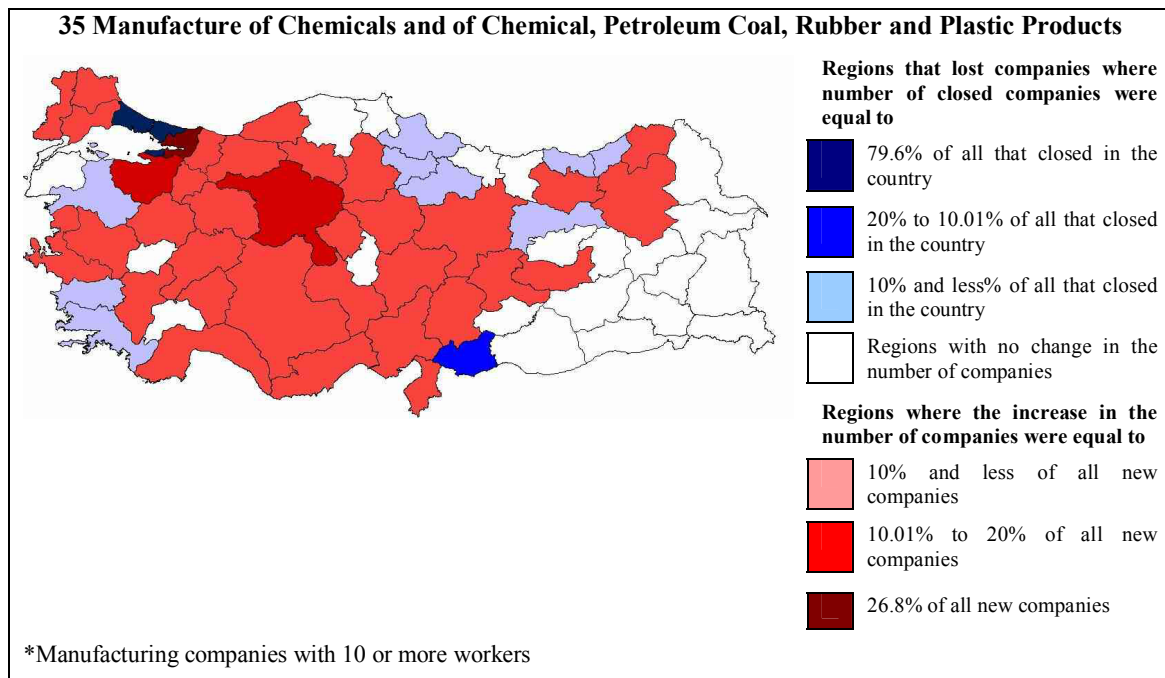 35 Manufacture of Chemicals and of Chemical, Petroleum Coal, Rubber and Plastic Products
Regions that lost companies where
number of closed companies were
equal to
79.6% of all that closed in the
country
20% to 10.01% of all that closed
in the country
10% and less% of all that closed
in the country
Regions with no change in the
number of companies
Regions where the increase in the
number of companies were equal to
10% and less of all new
companies
10.01% to 20% of all new
companies
26.8% of all new companies
*Manufacturing companies with 10 or more workers